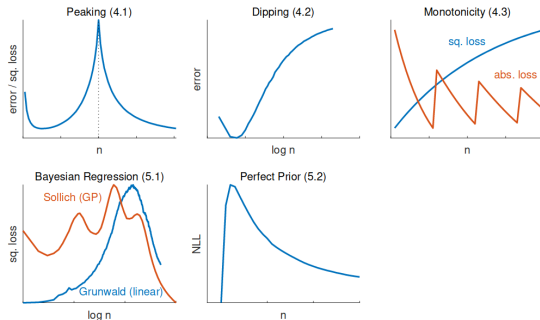 Peaking (4.1)
error / sq. loss
n
Dipping (4.2)
error
log n
Monotonicity (4.3)
sq. loss
abs. loss
n
Bayesian Regression (5.1)
Sollich (GP)
sq. loss
Grunwald (linear)
log n
Perfect Prior (5.2)
NLL
n